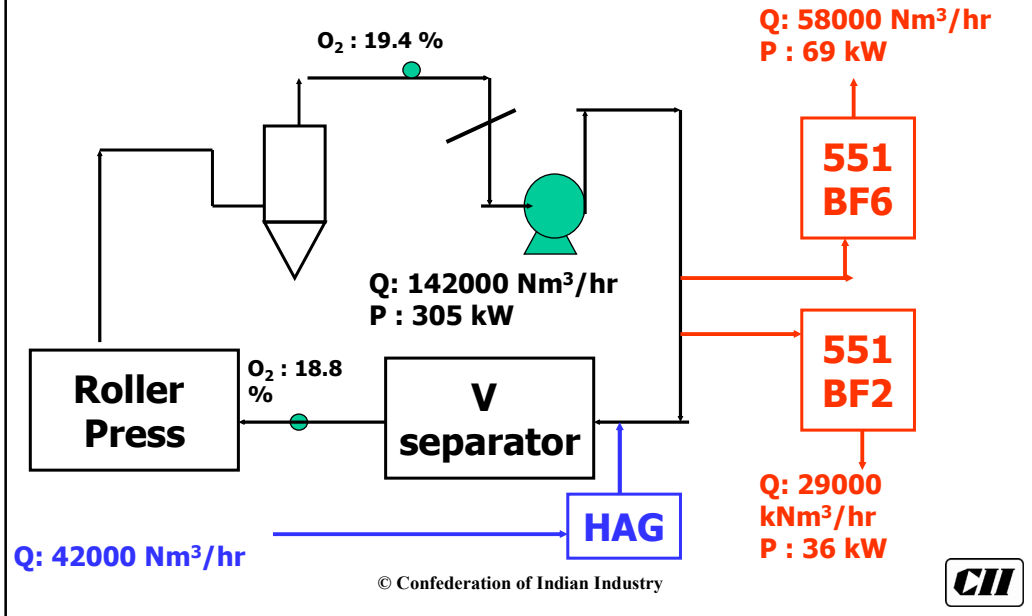 O₂ : 19.4 %
Q: 58000 Nm³/hr
P : 69 kW
551
BF6
Q: 142000 Nm³/hr
P : 305 kW
551
BF2
Roller
Press
O₂ : 18.8
%
V
separator
Q: 29000
kNm³/hr
P : 36 kW
HAG
Q: 42000 Nm³/hr
© Confederation of Indian Industry
CII